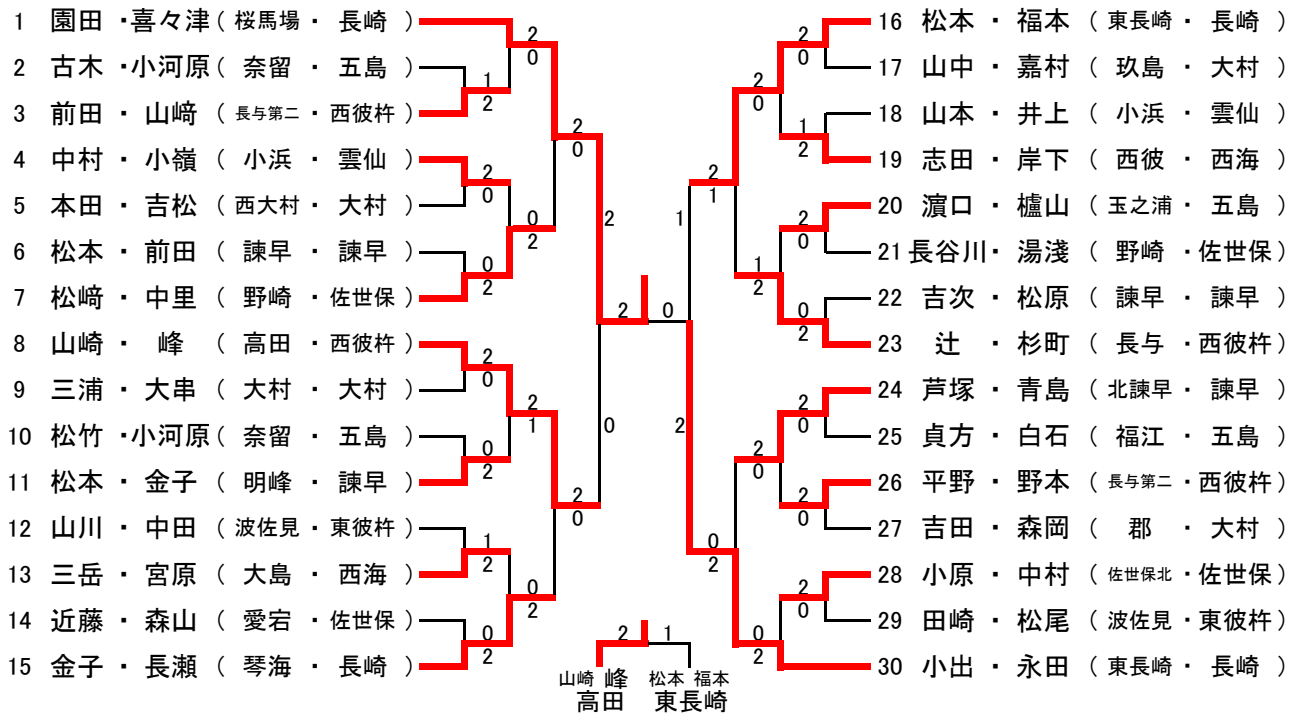 1 園田 ・喜々津 ( 桜馬場 ・ 長崎 )
2 古木 ・小河原 ( 奈留 ・ 五島 )
3 前田 ・ 山﨑 ( 長与第二 ・ 西彼杵 )
4 中村 ・ 小嶺 ( 小浜 ・ 雲仙 )
5 本田 ・ 吉松 ( 西大村 ・ 大村 )
6 松本 ・ 前田 ( 諫早 ・ 諫早 )
7 松﨑 ・ 中里 ( 野崎 ・ 佐世保 )
8 山崎 ・ 峰 ( 高田 ・ 西彼杵 )
9 三浦 ・ 大串 ( 大村 ・ 大村 )
10 松竹 ・小河原 ( 奈留 ・ 五島 )
11 松本 ・ 金子 ( 明峰 ・ 諫早 )
12 山川 ・ 中田 ( 波佐見 ・ 東彼杵 )
13 三岳 ・ 宮原 ( 大島 ・ 西海 )
14 近藤 ・ 森山 ( 愛宕 ・ 佐世保 )
15 金子 ・ 長瀬 ( 琴海 ・ 長崎 )
2
0
1
2
2
0
2
0
0
2
0
2
2
2
0
2
1
0
2
0
2
0
1
2
0
2
0
2
2
0
1
2
2
1
山崎 峰 松本 福本
高田 東長崎
2
0
2
0
1
2
2
1
2
0
1
2
0
2
2
0
2
0
2
0
0
2
2
0
0
2
16 松本 ・ 福本 ( 東長崎 ・ 長崎 )
17 山中 ・ 嘉村 ( 玖島 ・ 大村 )
18 山本 ・ 井上 ( 小浜 ・ 雲仙 )
19 志田 ・ 岸下 ( 西彼 ・ 西海 )
20 濵口 ・ 櫨山 ( 玉之浦 ・ 五島 )
21 長谷川 ・ 湯淺 ( 野崎 ・ 佐世保 )
22 吉次 ・ 松原 ( 諫早 ・ 諫早 )
23 辻 ・ 杉町 ( 長与 ・ 西彼杵 )
24 芦塚 ・ 青島 ( 北諫早 ・ 諫早 )
25 貞方 ・ 白石 ( 福江 ・ 五島 )
26 平野 ・ 野本 ( 長与第二 ・ 西彼杵 )
27 吉田 ・ 森岡 ( 郡 ・ 大村 )
28 小原 ・ 中村 ( 佐世保北 ・ 佐世保 )
29 田崎 ・ 松尾 ( 波佐見 ・ 東彼杵 )
30 小出 ・ 永田 ( 東長崎 ・ 長崎 )